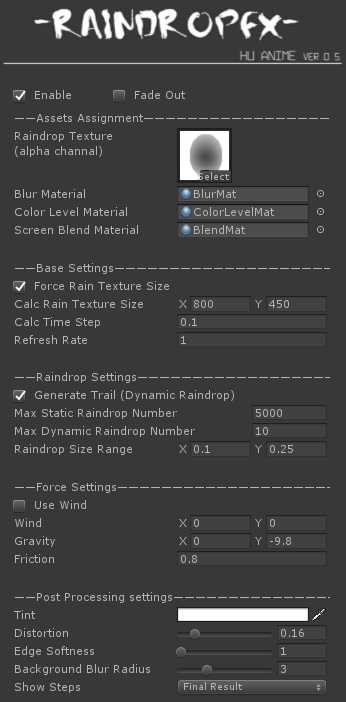 -RAINDROPFX-
HU ANIME VER 0.5
Enable Fade Out
——Assets Assignment——————————————
Raindrop Texture
(alpha channal)
Select
Blur Material BlurMat
Color Level Material ColorLevelMat
Screen Blend Material BlendMat
——Base Settings——————————————
Force Rain Texture Size
Calc Rain Texture Size X 800 Y 450
Calc Time Step 0.1
Refresh Rate 1
——Raindrop Settings——————————————
Generate Trail (Dynamic Raindrop)
Max Static Raindrop Number 5000
Max Dynamic Raindrop Number 10
Raindrop Size Range X 0.1 Y 0.25
——Force Settings——————————————
Use Wind
Wind X 0 Y 0
Gravity X 0 Y -9.8
Friction 0.8
——Post Processing settings——————————————
Tint
Distortion 0.16
Edge Softness 1
Background Blur Radius 3
Show Steps Final Result